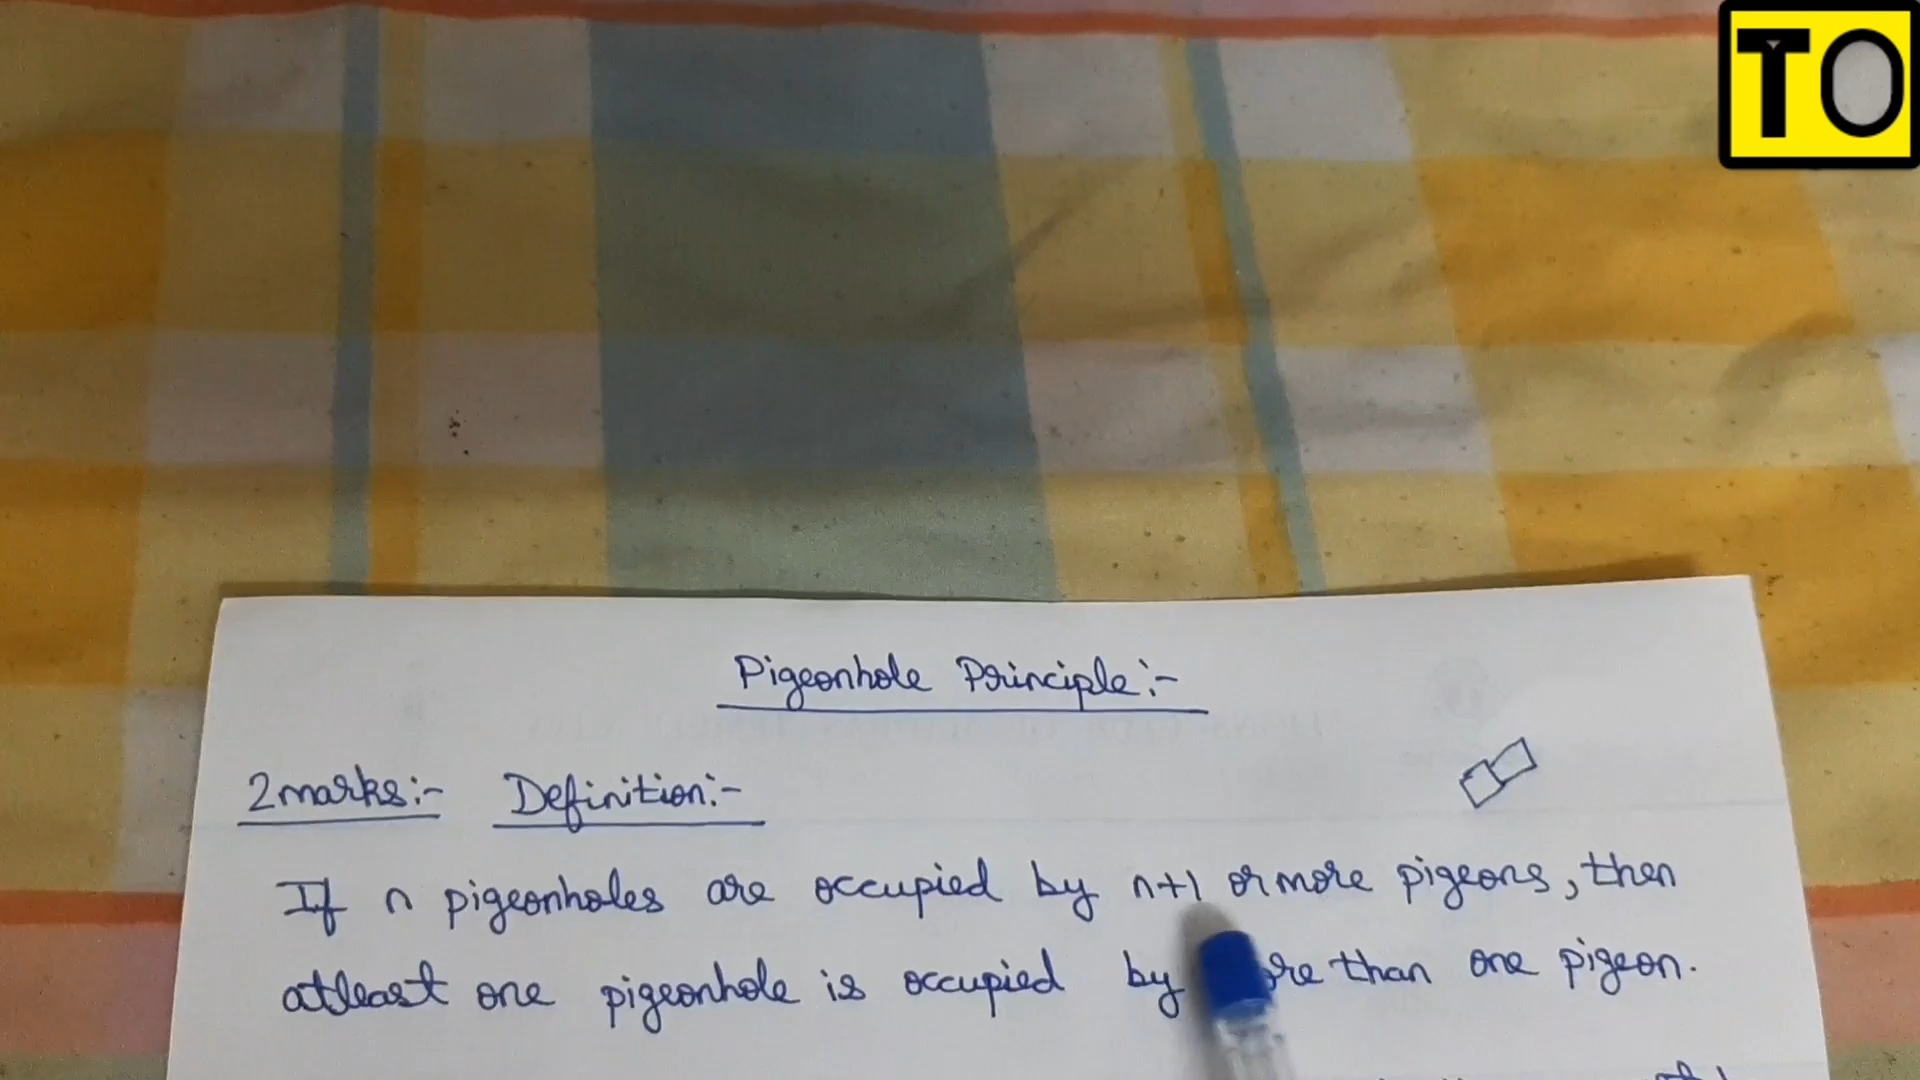 TO
Pigeonhole Principle:-
2marks:- Definition:-
If n pigeonholes are occupied by n+1 or more pigeons, then
atleast one pigeonhole is occupied by more than one pigeon.